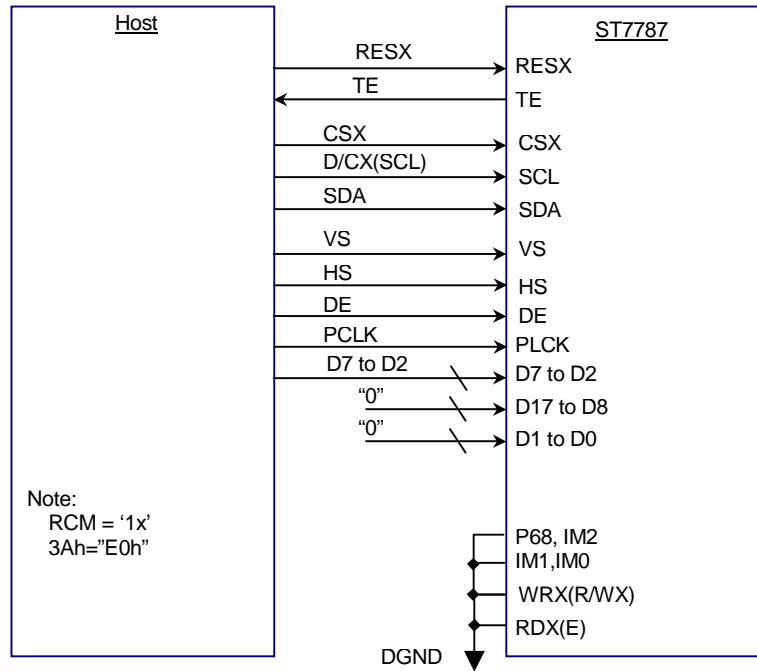 Host
ST7787
RESX
RESX
TE
TE
CSX
CSX
D/CX(SCL)
SCL
SDA
SDA
VS
VS
HS
HS
DE
DE
PCLK
PLCK
D7 to D2
D7 to D2
“0”
D17 to D8
“0”
D1 to D0
Note:
RCM = ‘1x’
3Ah=”E0h”
P68, IM2
IM1,IM0
WRX(R/WX)
RDX(E)
DGND